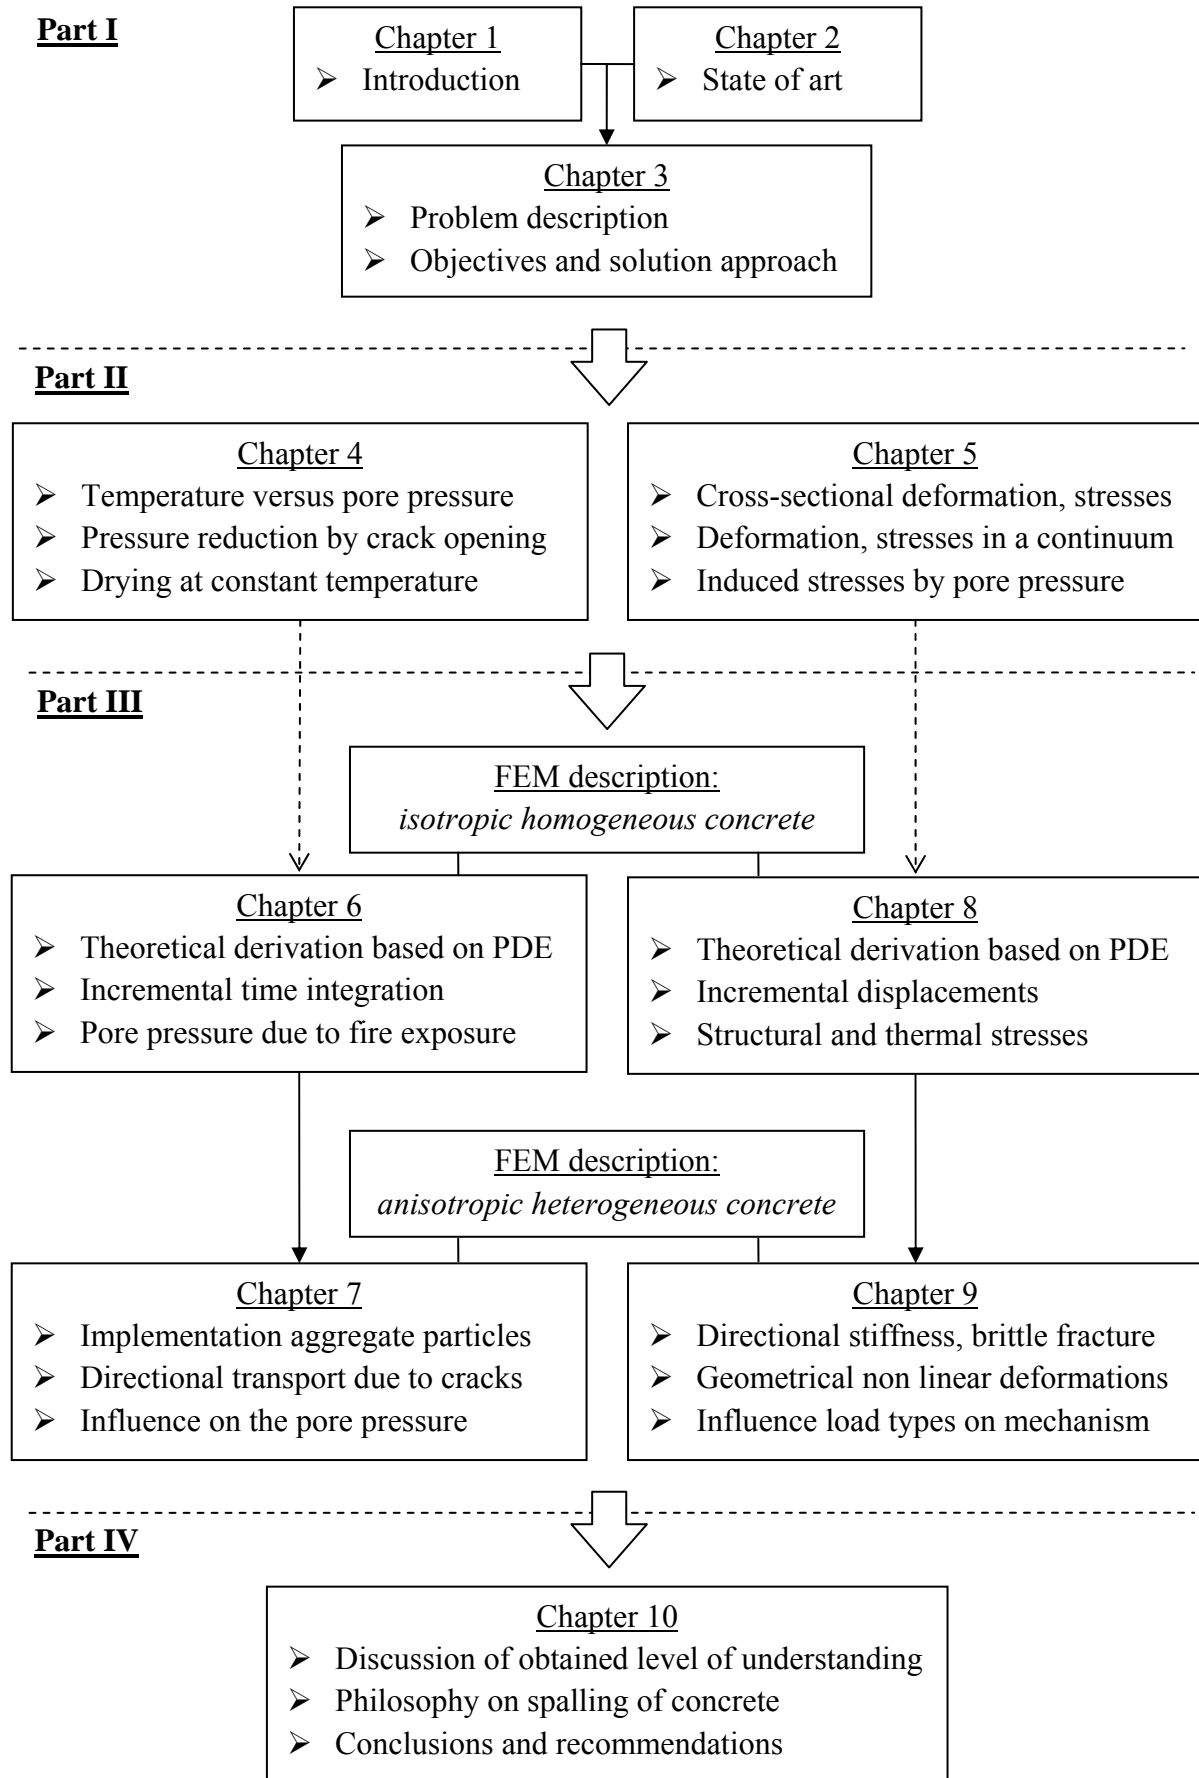 Part I
Chapter 1
➢ Introduction
Chapter 2
➢ State of art
Chapter 3
➢ Problem description
➢ Objectives and solution approach
Part II
Chapter 4
➢ Temperature versus pore pressure
➢ Pressure reduction by crack opening
➢ Drying at constant temperature
Chapter 5
➢ Cross-sectional deformation, stresses
➢ Deformation, stresses in a continuum
➢ Induced stresses by pore pressure
Part III
FEM description:
isotropic homogeneous concrete
Chapter 6
➢ Theoretical derivation based on PDE
➢ Incremental time integration
➢ Pore pressure due to fire exposure
Chapter 8
➢ Theoretical derivation based on PDE
➢ Incremental displacements
➢ Structural and thermal stresses
FEM description:
anisotropic heterogeneous concrete
Chapter 7
➢ Implementation aggregate particles
➢ Directional transport due to cracks
➢ Influence on the pore pressure
Chapter 9
➢ Directional stiffness, brittle fracture
➢ Geometrical non linear deformations
➢ Influence load types on mechanism
Part IV
Chapter 10
➢ Discussion of obtained level of understanding
➢ Philosophy on spalling of concrete
➢ Conclusions and recommendations